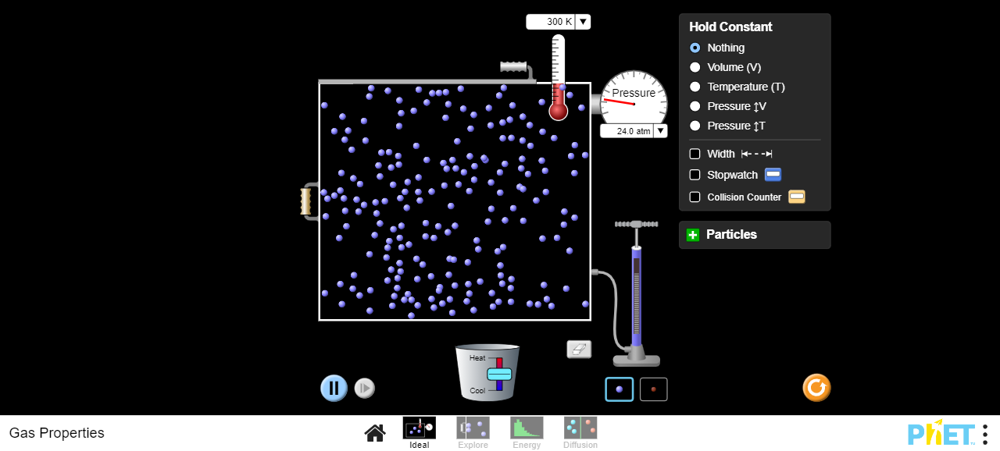 300 K
Pressure
24.0 atm
Hold Constant
Nothing
Volume (V)
Temperature (T)
Pressure ↕V
Pressure ↕T
Width
Stopwatch
Collision Counter
Particles
Heat
Cool
Gas Properties
Ideal
Explore
Energy
Diffusion
PhET